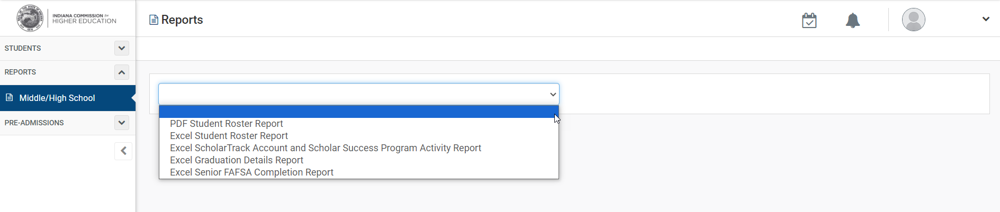 INDIANA COMMISSION for
HIGHER EDUCATION
Reports
STUDENTS
REPORTS
Middle/High School
PRE-ADMISSIONS
PDF Student Roster Report
Excel Student Roster Report
Excel ScholarTrack Account and Scholar Success Program Activity Report
Excel Graduation Details Report
Excel Senior FAFSA Completion Report